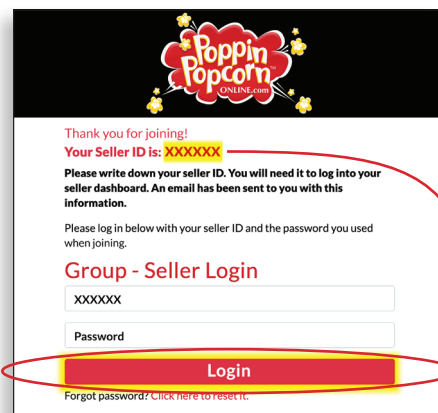 Poppin
Popcorn™
ONLINE.com
Thank you for joining!
Your Seller ID is: XXXXXX
Please write down your seller ID. You will need it to log into your
seller dashboard. An email has been sent to you with this
information.
Please log in below with your seller ID and the password you used
when joining.
Group - Seller Login
XXXXXX
Password
Login
Forgot password? Click here to reset it.